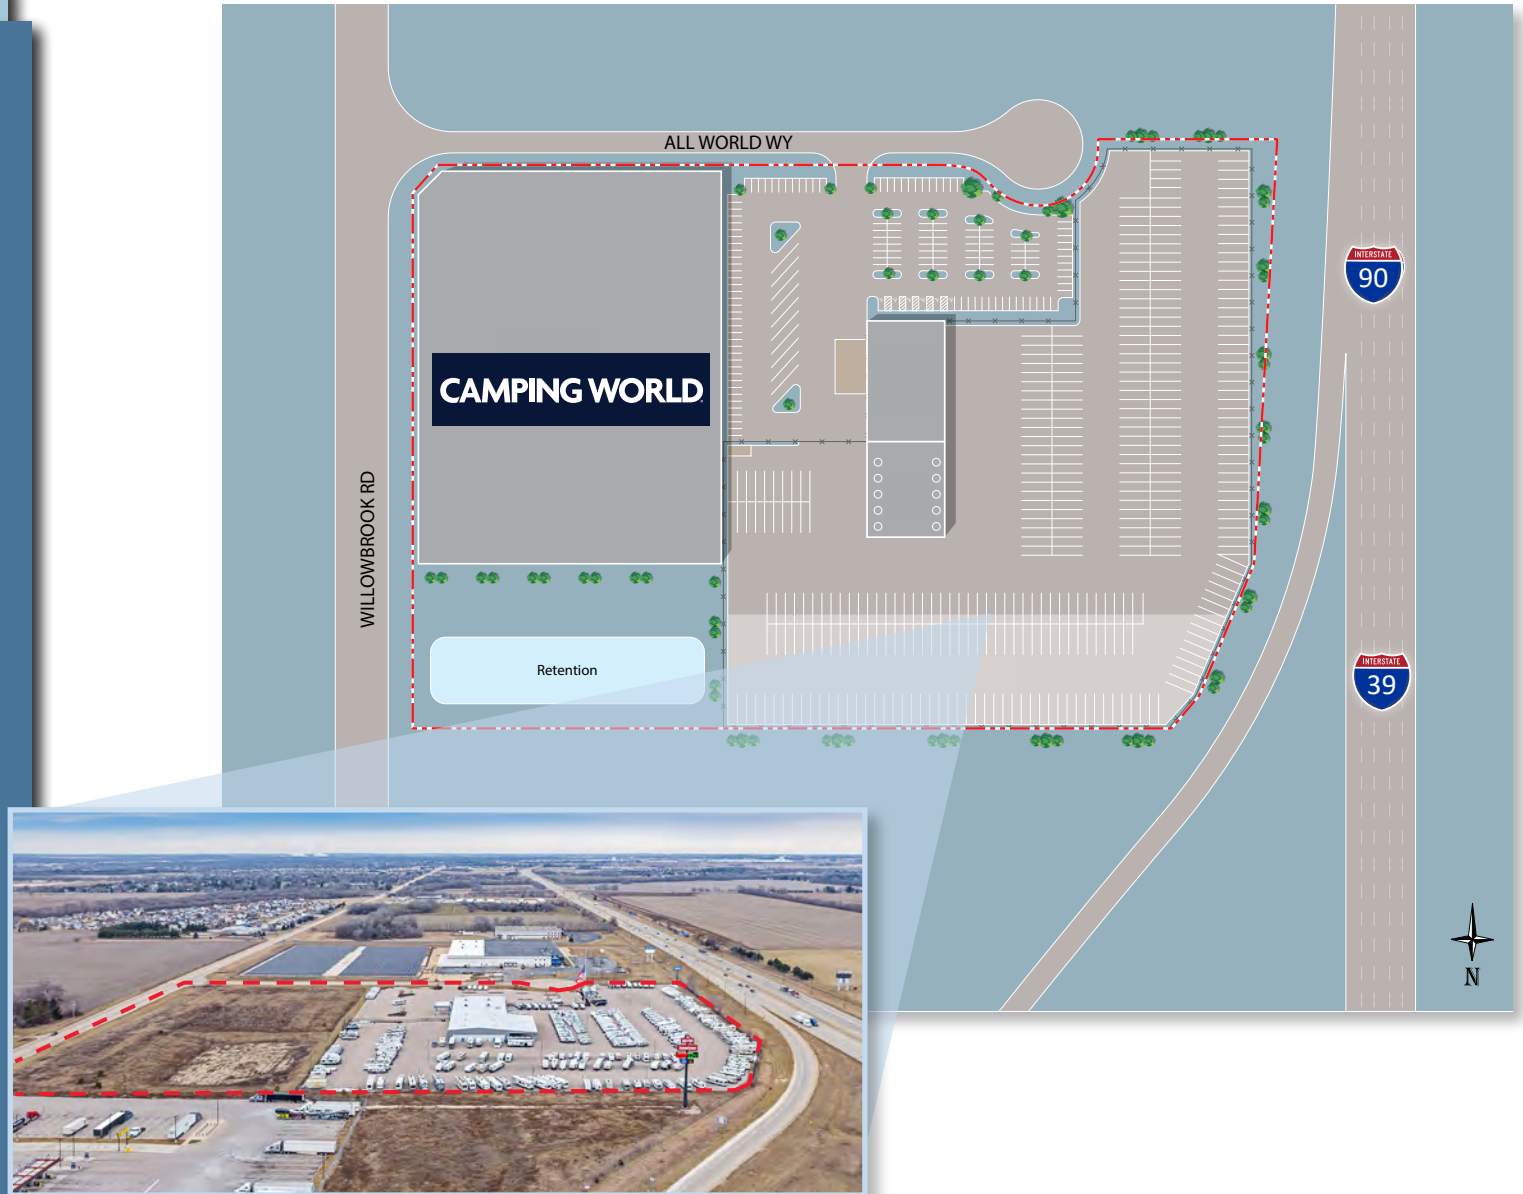 ALL WORLD WY
INTERSTATE
90
CAMPING WORLD
WILLOWBROOK RD
Retention
INTERSTATE
39
N